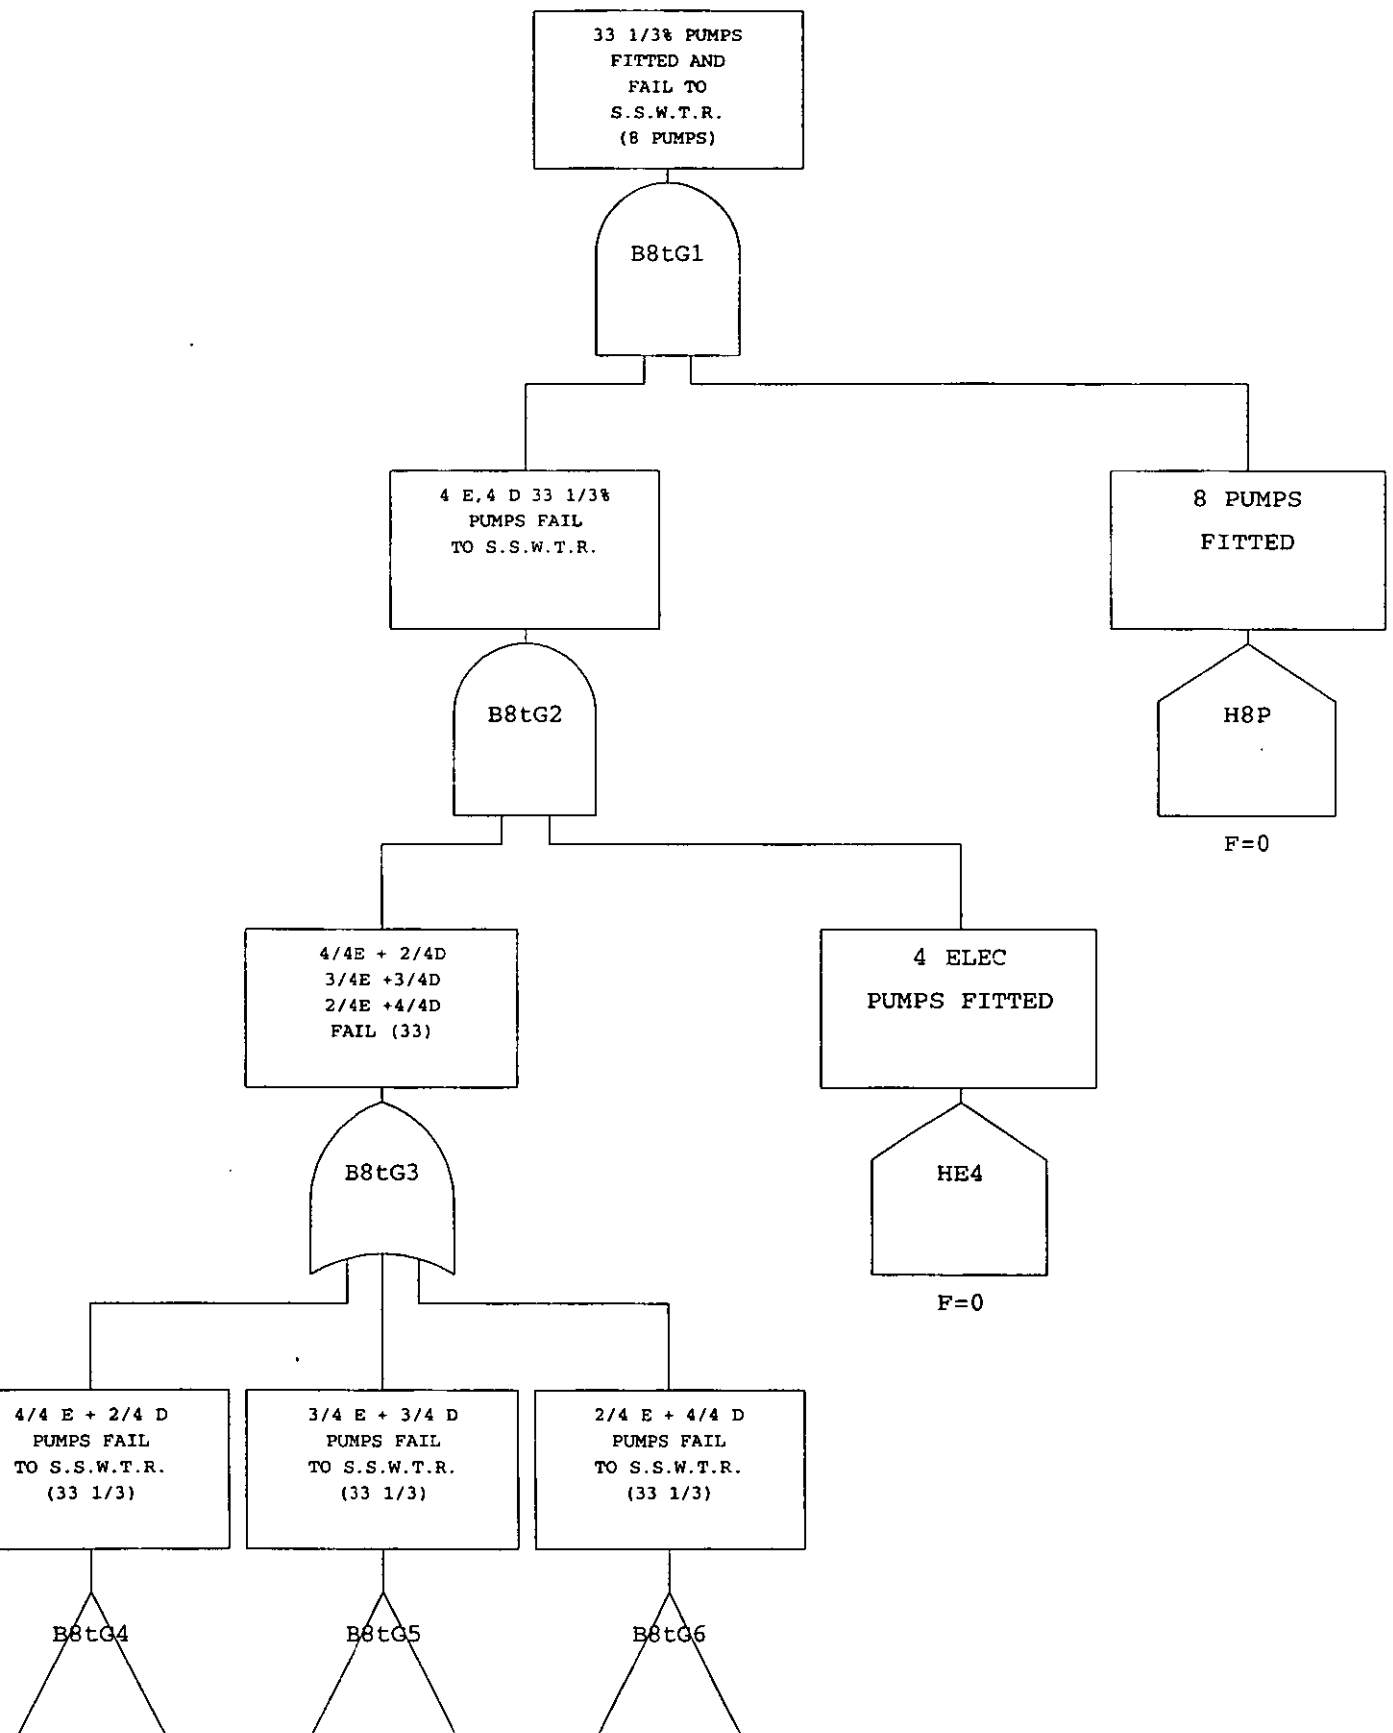 33 1/3% PUMPS
FITTED AND
FAIL TO
S.S.W.T.R.
(8 PUMPS)
B8tG1
4 E,4 D 33 1/3%
PUMPS FAIL
TO S.S.W.T.R.
8 PUMPS
FITTED
B8tG2
H8P
F=0
4/4E + 2/4D
3/4E +3/4D
2/4E +4/4D
FAIL (33)
4 ELEC
PUMPS FITTED
B8tG3
HE4
F=0
4/4 E + 2/4 D
PUMPS FAIL
TO S.S.W.T.R.
(33 1/3)
3/4 E + 3/4 D
PUMPS FAIL
TO S.S.W.T.R.
(33 1/3)
2/4 E + 4/4 D
PUMPS FAIL
TO S.S.W.T.R.
(33 1/3)
B8tG4
B8tG5
B8tG6